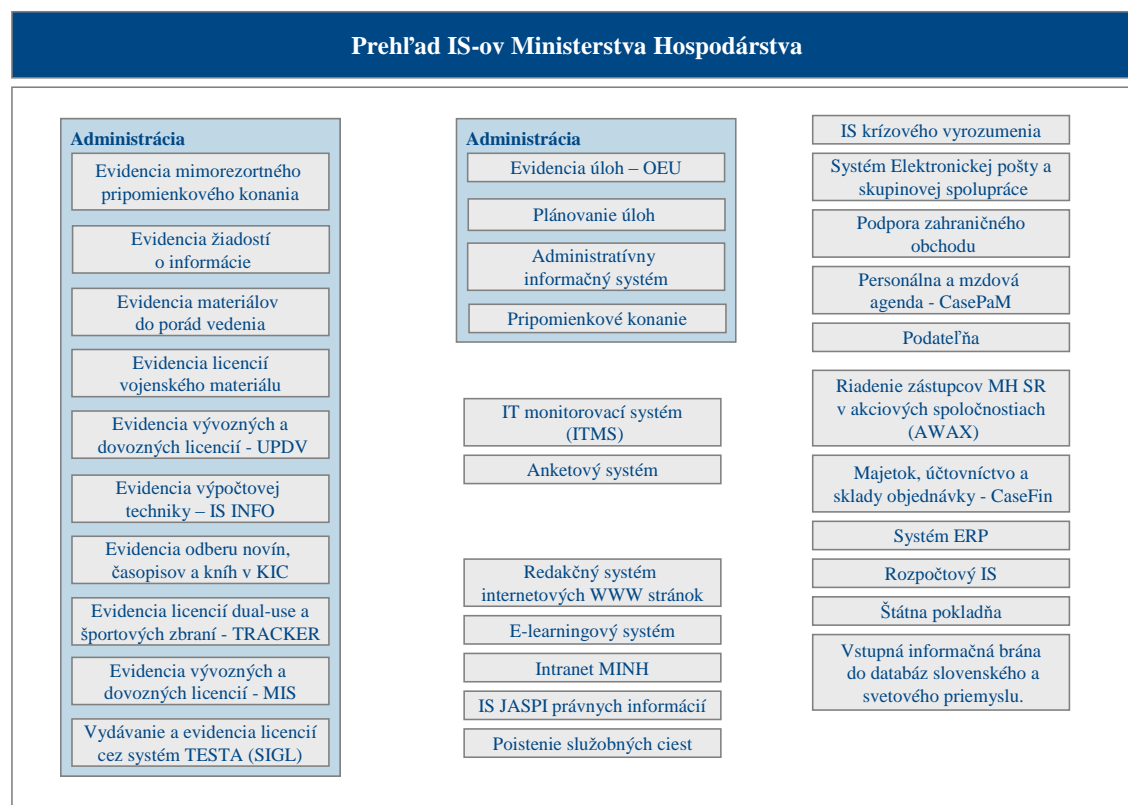 Prehľad IS-ov Ministerstva Hospodárstva
Administrácia
Evidencia mimorezortného
pripomienkového konania
Evidencia žiadostí
o informácie
Evidencia materiálov
do porád vedenia
Evidencia licencií
vojenského materiálu
Evidencia vývozných a
dovozných licencií - UPDV
Evidencia výpočtovej
techniky – IS INFO
Evidencia odberu novín,
časopisov a kníh v KIC
Evidencia licencií dual-use a
športových zbraní - TRACKER
Evidencia vývozných a
dovozných licencií - MIS
Vydávanie a evidencia licencií
cez systém TESTA (SIGL)
Administrácia
Evidencia úloh – OEU
Plánovanie úloh
Administratívny
informačný systém
Pripomienkové konanie
IT monitorovací systém
(ITMS)
Anketový systém
Redakčný systém
internetových WWW stránok
E-learningový systém
Intranet MINH
IS JASPI právnych informácií
Poistenie služobných ciest
IS krízového vyrozumenia
Systém Elektronickej pošty a
skupinovej spolupráce
Podpora zahraničného
obchodu
Personálna a mzdová
agenda - CasePaM
Podateľňa
Riadenie zástupcov MH SR
v akciových spoločnostiach
(AWAX)
Majetok, účtovníctvo a
sklady objednávky - CaseFin
Systém ERP
Rozpočtový IS
Štátna pokladňa
Vstupná informačná brána
do databáz slovenského a
svetového priemyslu.